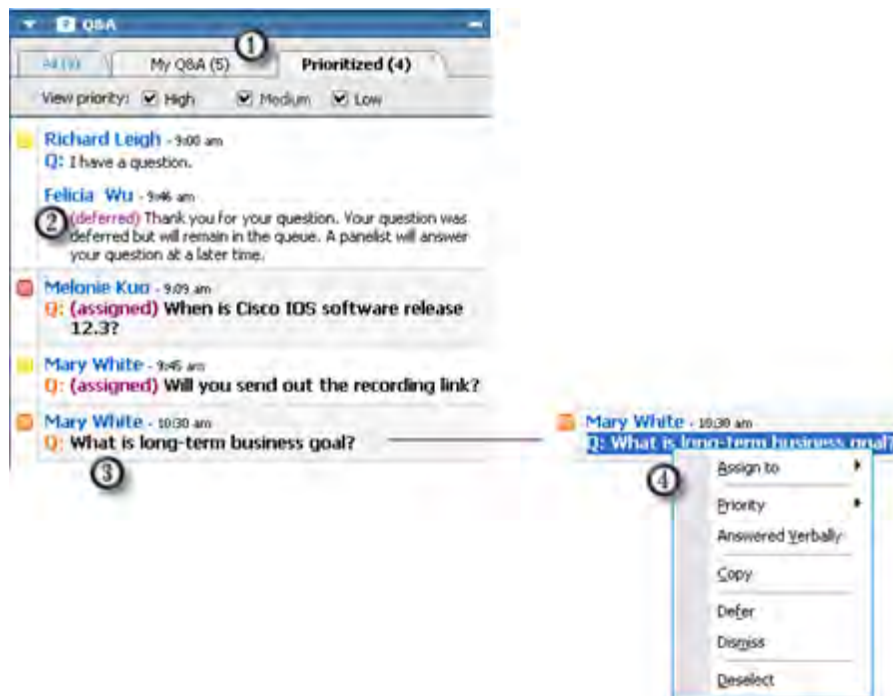 Q&A
1
My Q&A (5)
Prioritized (4)
View priority: High Medium Low
Richard Leigh - 9:00 am
Q: I have a question.
Felicia Wu - 9:46 am
2
(deferred) Thank you for your question. Your question was
deferred but will remain in the queue. A panelist will answer
your question at a later time.
Melonie Kuo - 9:09 am
Q: (assigned) When is Cisco IOS software release
12.3?
Mary White - 9:45 am
Q: (assigned) Will you send out the recording link?
Mary White - 10:30 am
Q: What is long-term business goal?
3
Mary White - 10:30 am
Q: What is long-term business goal?
4
Assign to
Priority
Answered Verbally
Copy
Defer
Dismiss
Deselect